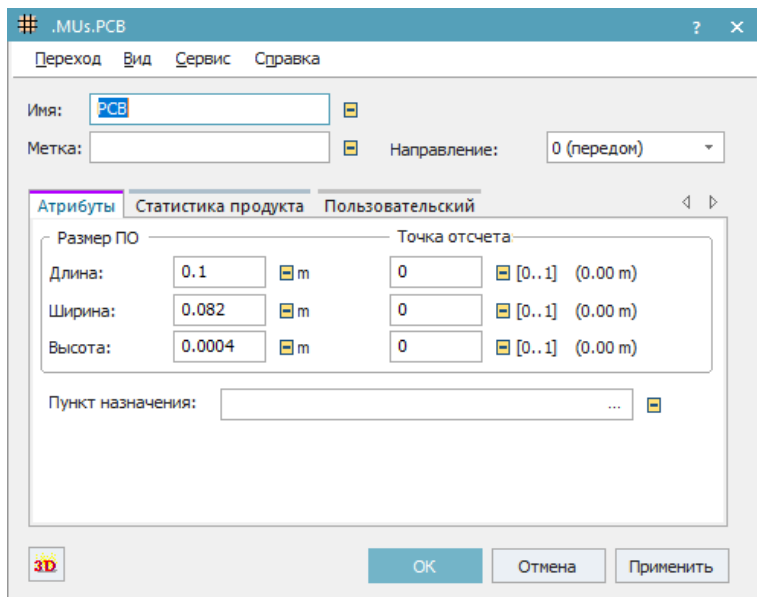 .MUs.PCB ? ×
Переход Вид Сервис Справка
Имя: PCB
Метка: Направление: 0 (передом)
Атрибуты Статистика продукта Пользовательский
Размер ПО Точка отсчета
Длина: 0.1 m 0 [0..1] (0.00 m)
Ширина: 0.082 m 0 [0..1] (0.00 m)
Высота: 0.0004 m 0 [0..1] (0.00 m)
Пункт назначения: ...
3D OK Отмена Применить